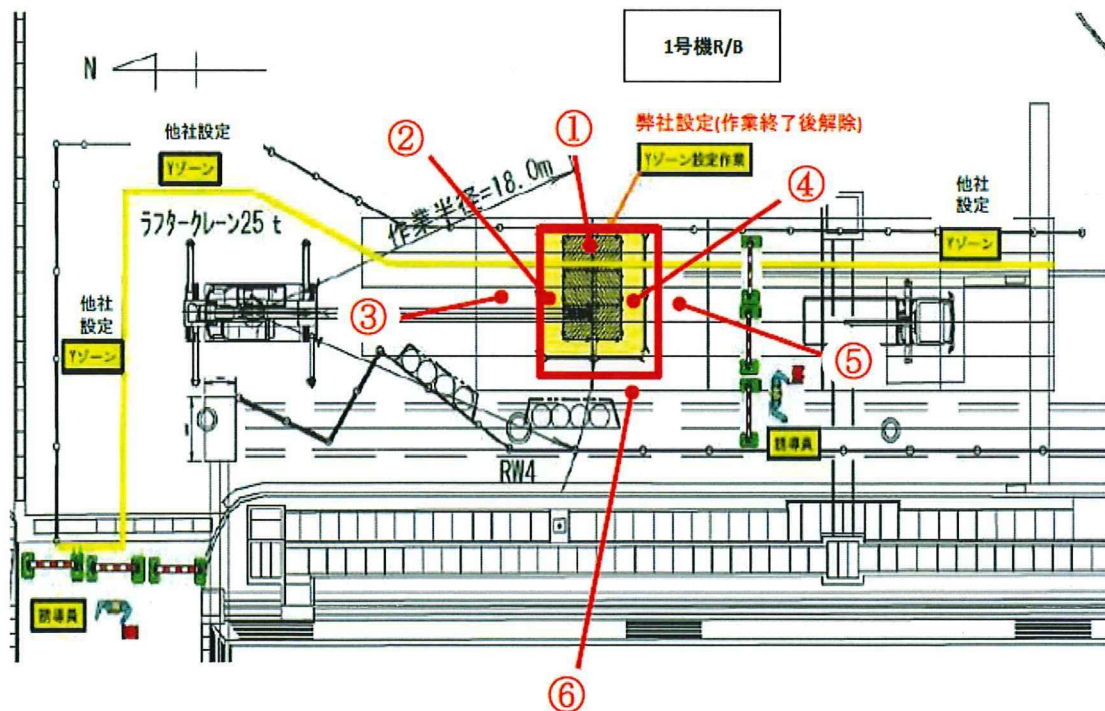 1号機R/B
N
他社設定
Yゾーン
弊社設定(作業終了後解除)
Yゾーン設定作業
①
②
④
他社
設定
Yゾーン
作業半径=18.0m
ラフタークレーン25t
他社
設定
Yゾーン
③
⑤
誘導員
RW4
誘導員
⑥